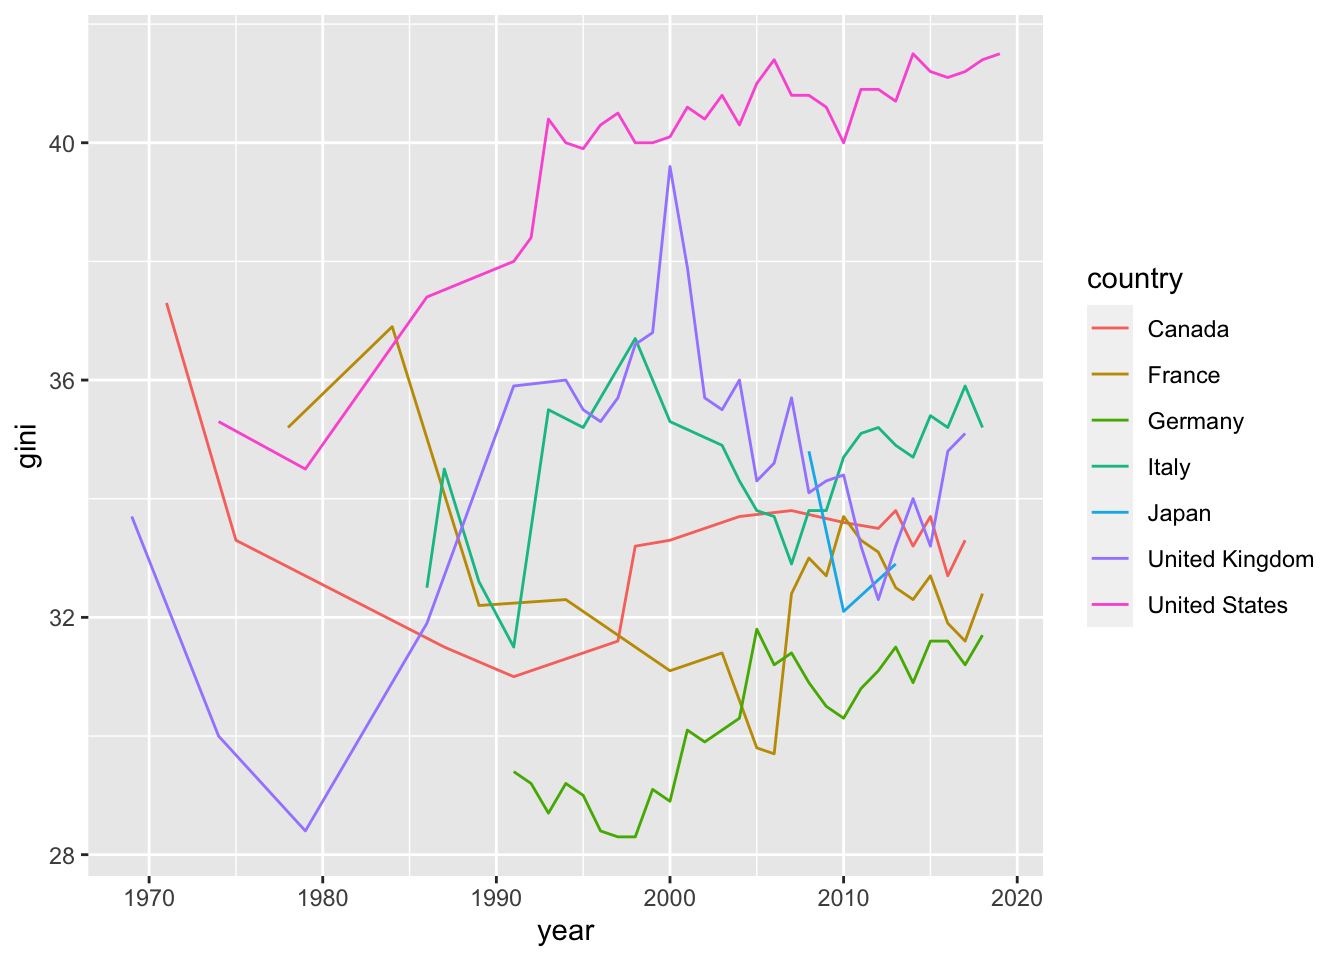 40
36
32
28
gini
1970
1980
1990
2000
2010
2020
year
country
Canada
France
Germany
Italy
Japan
United Kingdom
United States